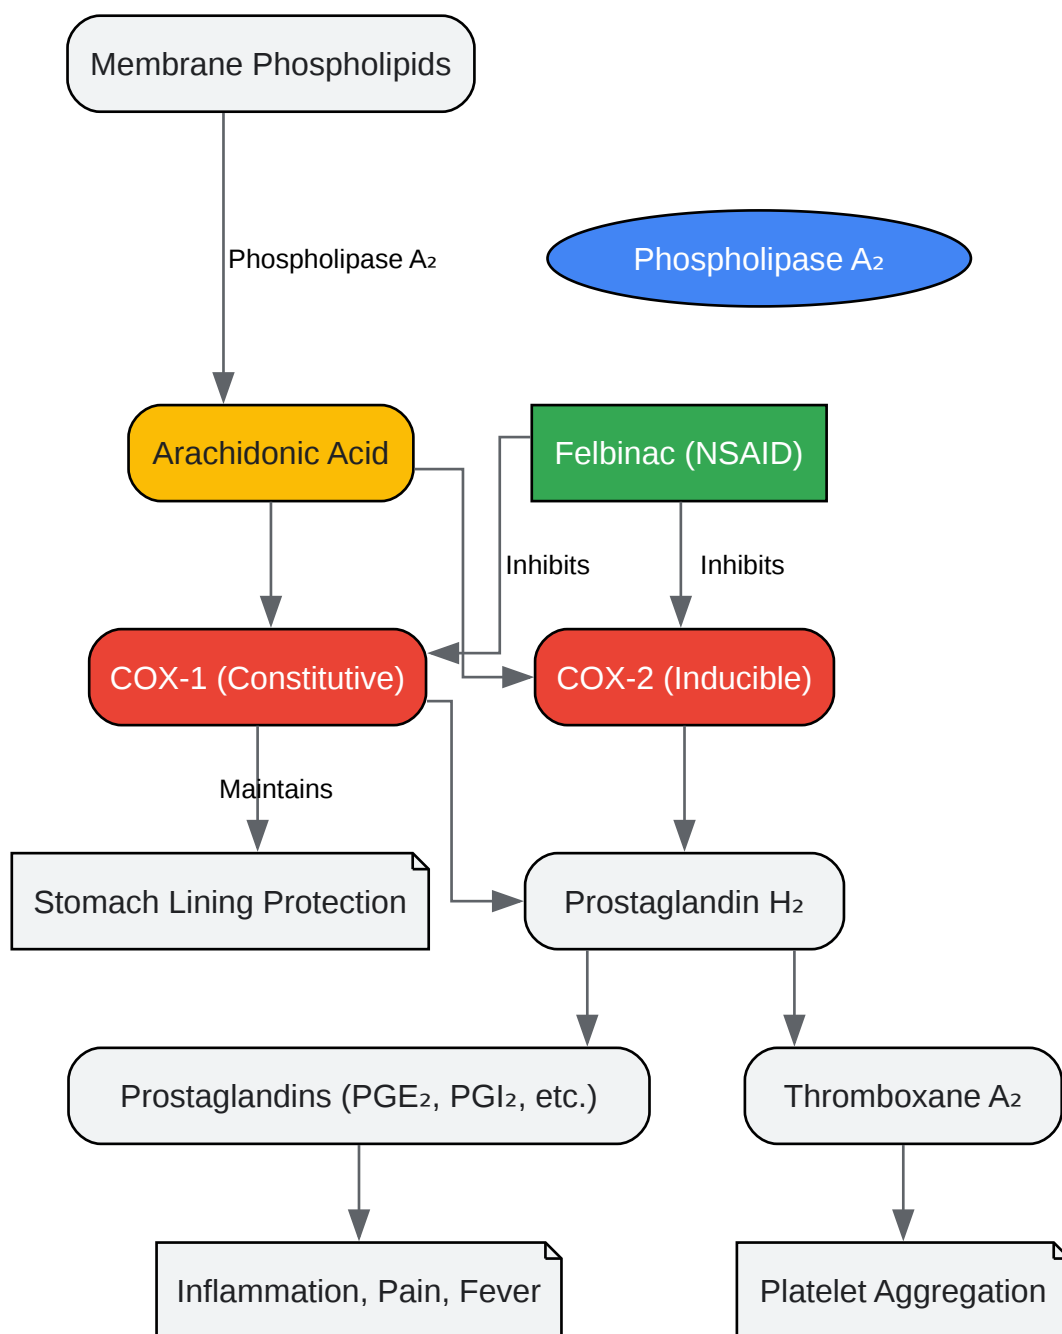 Membrane Phospholipids
Phospholipase A₂
Phospholipase A₂
Arachidonic Acid
Felbinac (NSAID)
Inhibits
Inhibits
COX-1 (Constitutive)
COX-2 (Inducible)
Maintains
Stomach Lining Protection
Prostaglandin H₂
Prostaglandins (PGE₂, PGI₂, etc.)
Thromboxane A₂
Inflammation, Pain, Fever
Platelet Aggregation